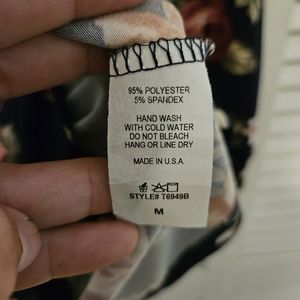 95% POLYESTER
5% SPANDEX
HAND WASH
WITH COLD WATER
DO NOT BLEACH
HANG OR LINE DRY
MADE IN U.S.A.
STYLE# T6949B
M